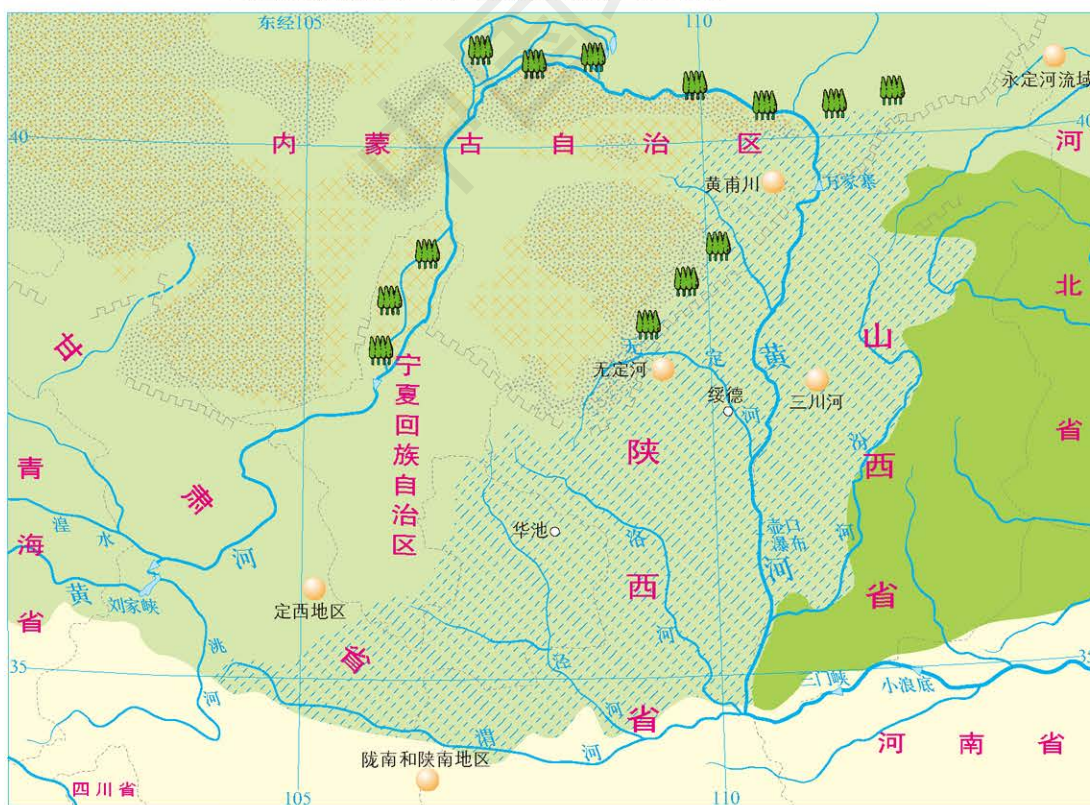 东经105
110
永定河流域
40
内蒙古自治区
40
河
黄甫川
万家寨
北
甘
山
宁夏回族自治区
无定河
无定河
黄
三川河
绥德
省
陕
汾
西
青
肃
湟水
华池
洛
壶口
瀑布
河
河
海
河
黄
刘家峡
定西地区
西
河
省
省
洮
省
泾
35
35
三门峡
小浪底
河
河
省
渭
河
河南省
陇南和陕南地区
四川省
105
110